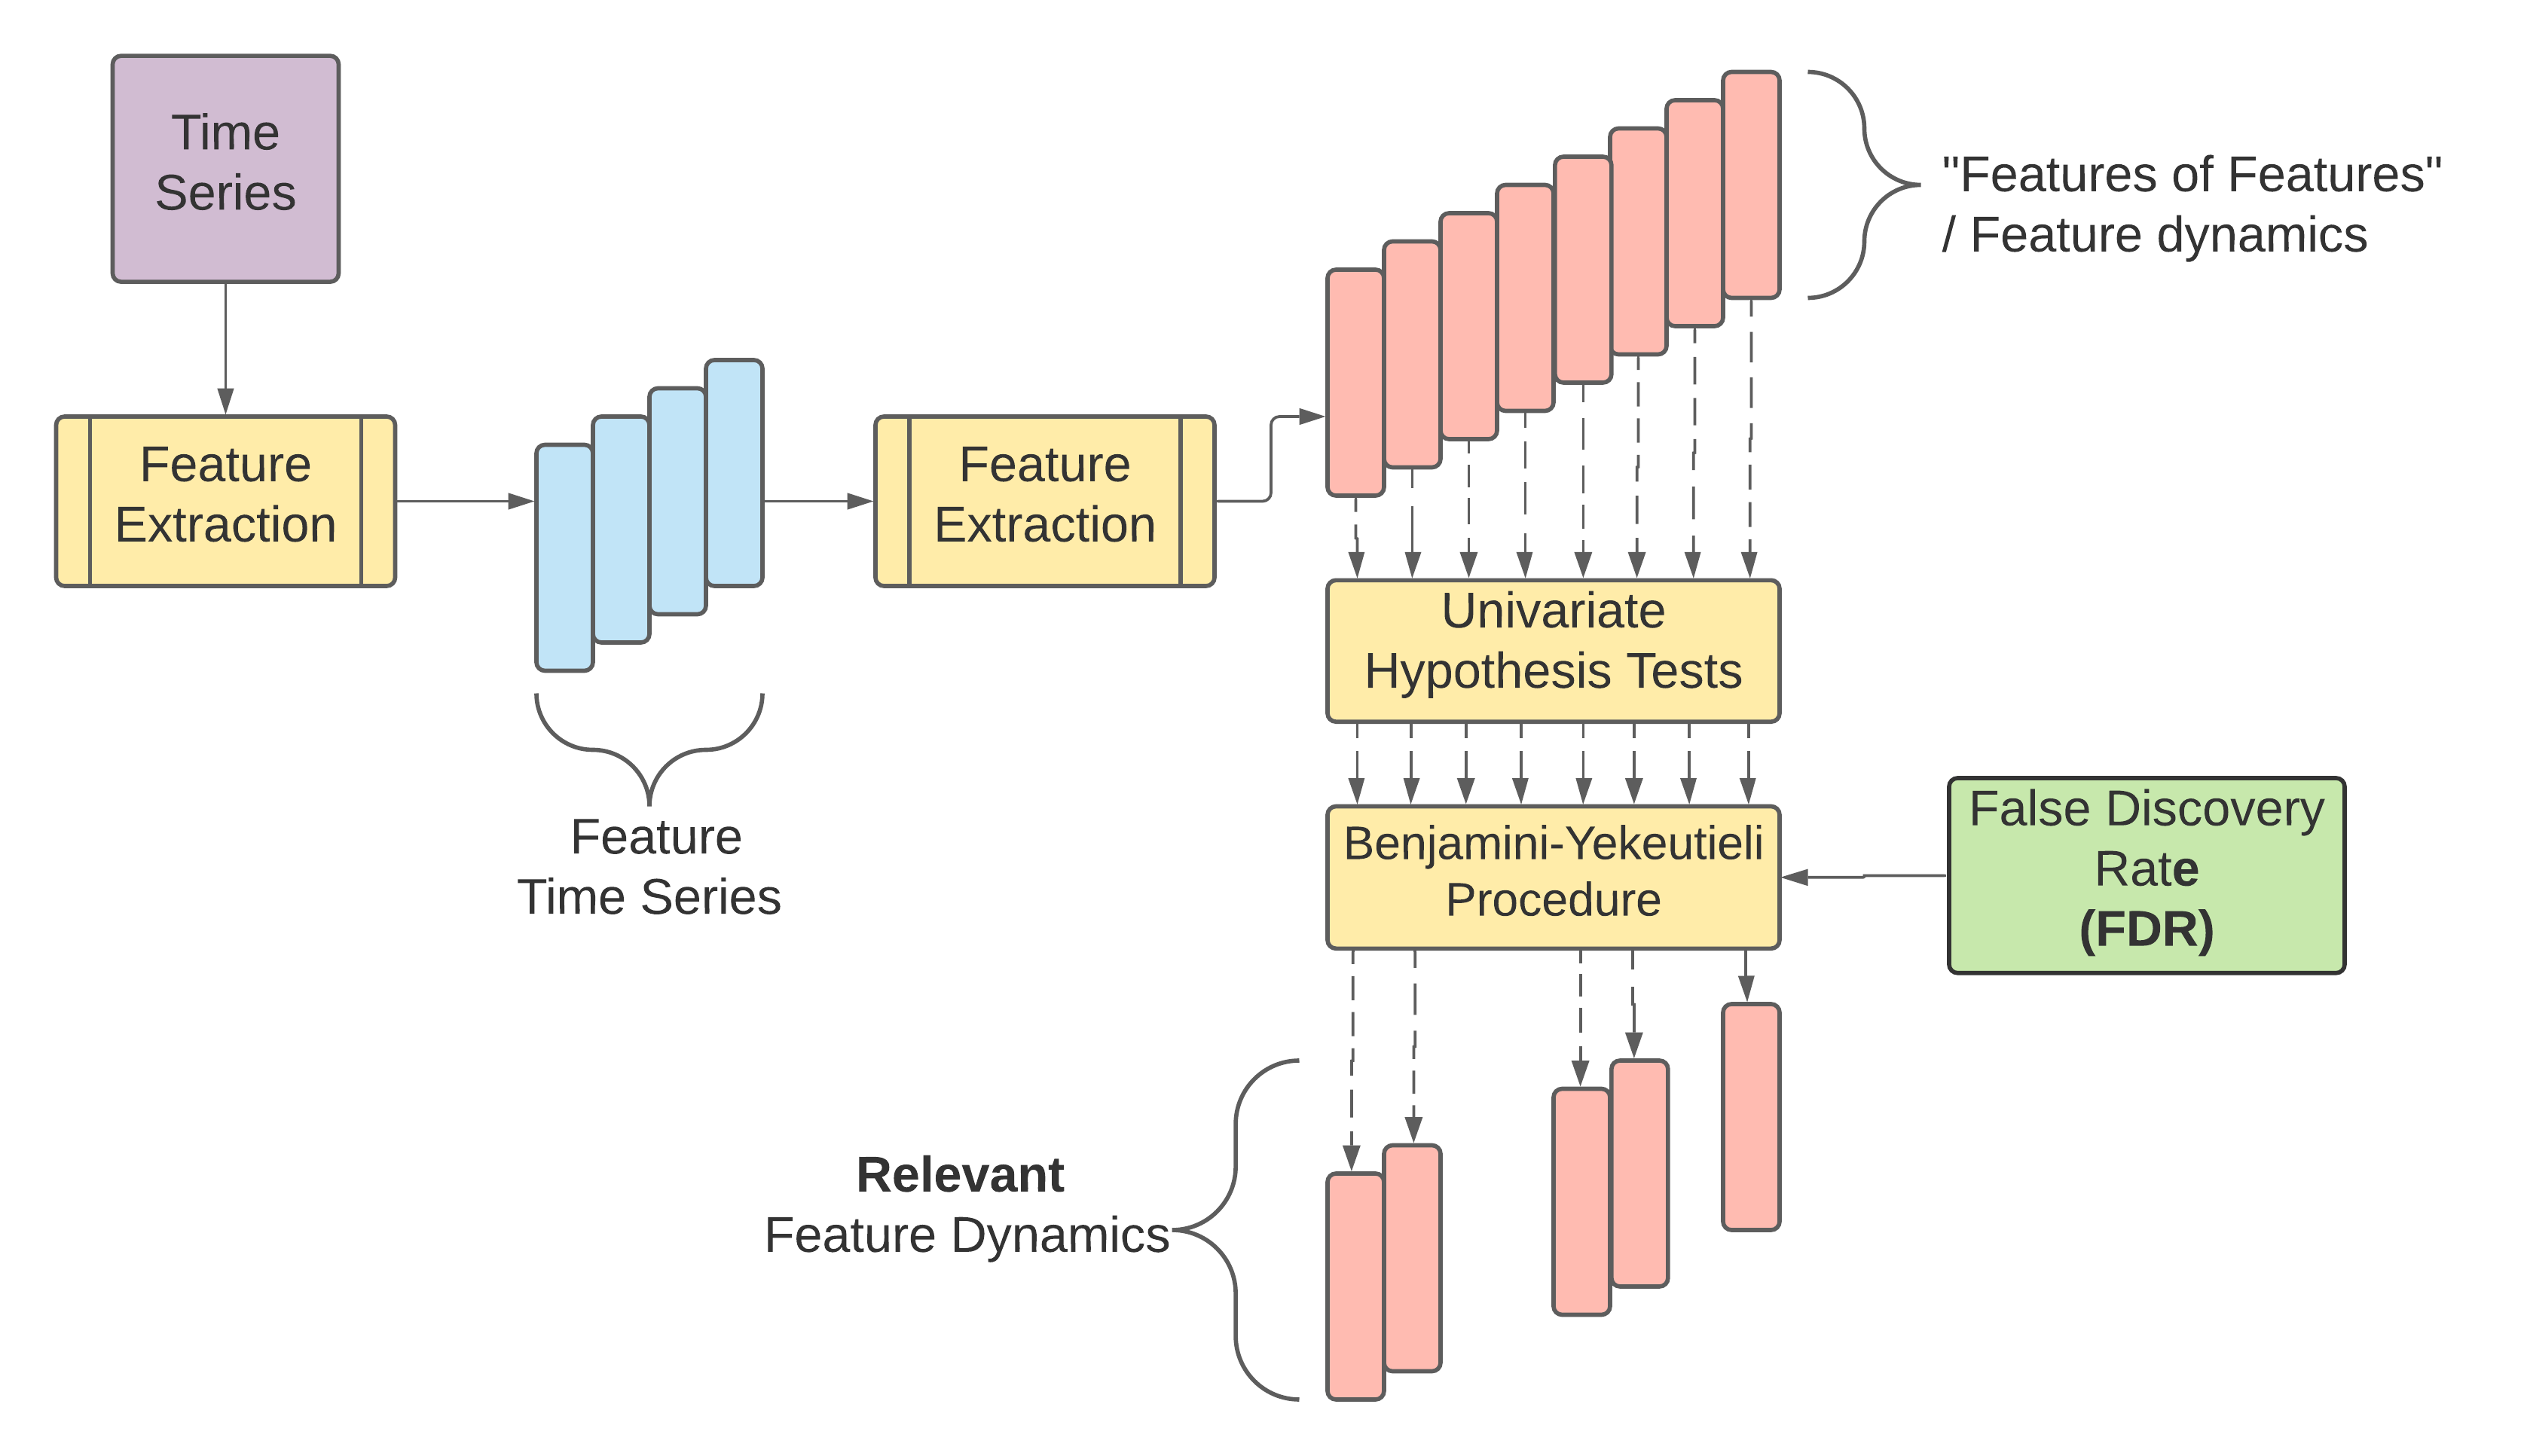 Time
Series
"Features of Features"
/ Feature dynamics
Feature
Extraction
Feature
Extraction
Univariate
Hypothesis Tests
Feature
Time Series
Benjamini-Yekeutieli
Procedure
False Discovery
Rate
(FDR)
Relevant
Feature Dynamics